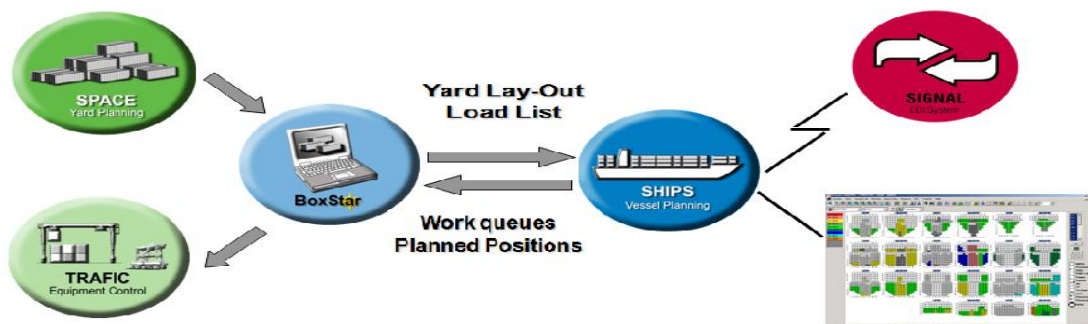 SPACE
Yard Planning
TRAFIC
Equipment Control
BoxStar
Yard Lay-Out
Load List
Work queues
Planned Positions
SHIPS
Vessel Planning
SIGNAL
EDI System